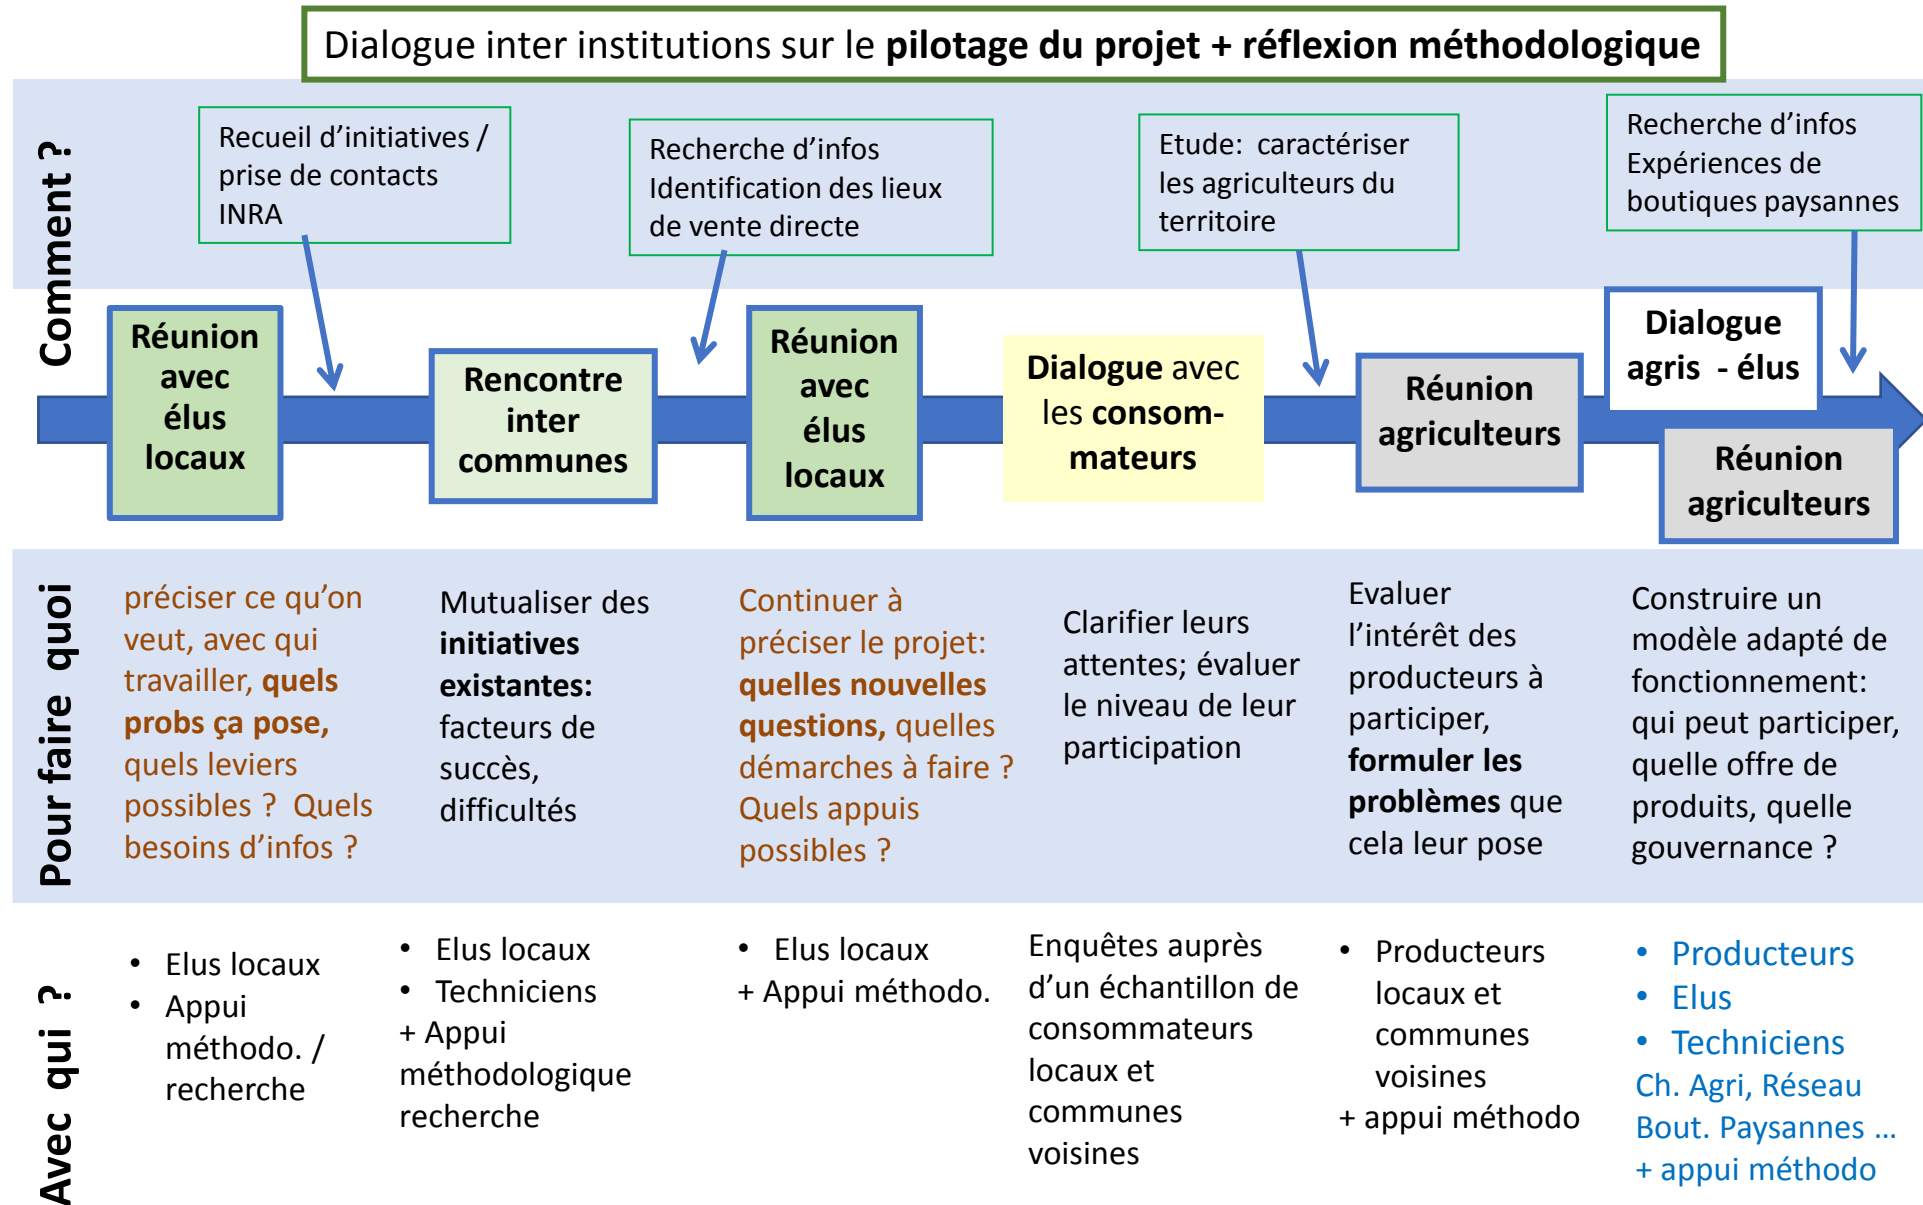 Dialogue inter institutions sur le pilotage du projet + réflexion méthodologique
Comment ?
Recueil d’initiatives /
prise de contacts
INRA
Recherche d’infos
Identification des lieux
de vente directe
Etude:  caractériser
les agriculteurs du
territoire
Recherche d’infos
Expériences de
boutiques paysannes
Réunion
avec
élus
locaux
Rencontre
inter
communes
Réunion
avec
élus
locaux
Dialogue avec
les consom-
mateurs
Réunion
agriculteurs
Dialogue
agris  - élus
Réunion
agriculteurs
Pour faire quoi
préciser ce qu’on
veut, avec qui
travailler, quels
probs ça pose,
quels leviers
possibles ?  Quels
besoins d’infos ?
Mutualiser des
initiatives
existantes:
facteurs de
succès,
difficultés
Continuer à
préciser le projet:
quelles nouvelles
questions, quelles
démarches à faire ?
Quels appuis
possibles ?
Clarifier leurs
attentes; évaluer
le niveau de leur
participation
Evaluer
l’intérêt des
producteurs à
participer,
formuler les
problèmes que
cela leur pose
Construire un
modèle adapté de
fonctionnement:
qui peut participer,
quelle offre de
produits, quelle
gouvernance ?
Avec qui ?
• Elus locaux
• Appui
méthodo. /
recherche
• Elus locaux
• Techniciens
+ Appui
méthodologique
recherche
• Elus locaux
+ Appui méthodo.
Enquêtes auprès
d’un échantillon de
consommateurs
locaux et
communes
voisines
• Producteurs
locaux et
communes
voisines
+ appui méthodo
• Producteurs
• Elus
• Techniciens
Ch. Agri, Réseau
Bout. Paysannes ...
+ appui méthodo